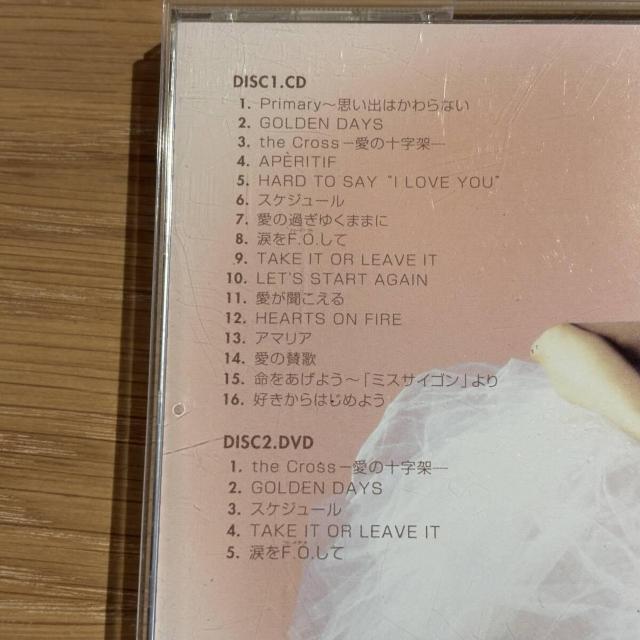 DISC1.CD
1. Primary〜思い出はかわらない
2. GOLDEN DAYS
3. the Cross―愛の十字架―
4. APÈRITIF
5. HARD TO SAY "I LOVE YOU"
6. スケジュール
7. 愛の過ぎゆくままに
8. 涙をF.O.して
9. TAKE IT OR LEAVE IT
10. LET'S START AGAIN
11. 愛が聞こえる
12. HEARTS ON FIRE
13. アマリア
14. 愛の賛歌
15. 命をあげよう〜「ミスサイゴン」より
16. 好きからはじめよう
DISC2.DVD
1. the Cross―愛の十字架―
2. GOLDEN DAYS
3. スケジュール
4. TAKE IT OR LEAVE IT
5. 涙をF.O.して